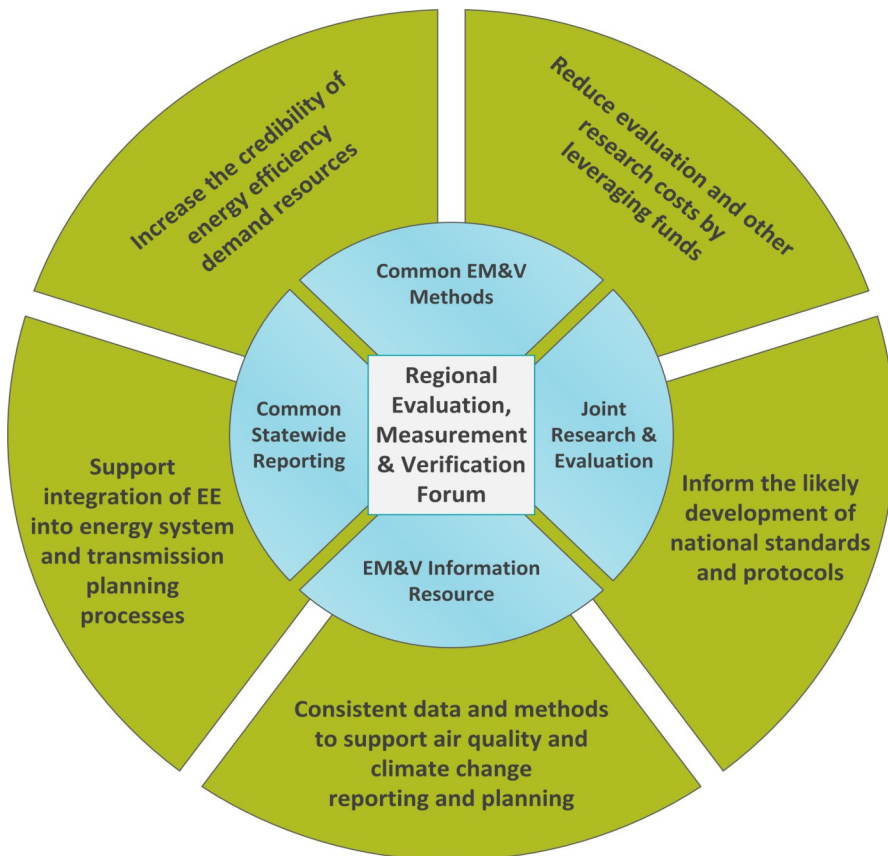 Increase the credibility of
energy efficiency
demand resources
Reduce evaluation and other
research costs by
leveraging funds
Common EM&V
Methods
Common
Statewide
Reporting
Regional
Evaluation,
Measurement
& Verification
Forum
Joint
Research &
Evaluation
EM&V Information
Resource
Support
integration of EE
into energy system
and transmission
planning
processes
Inform the likely
development of
national standards
and protocols
Consistent data and methods
to support air quality and
climate change
reporting and planning